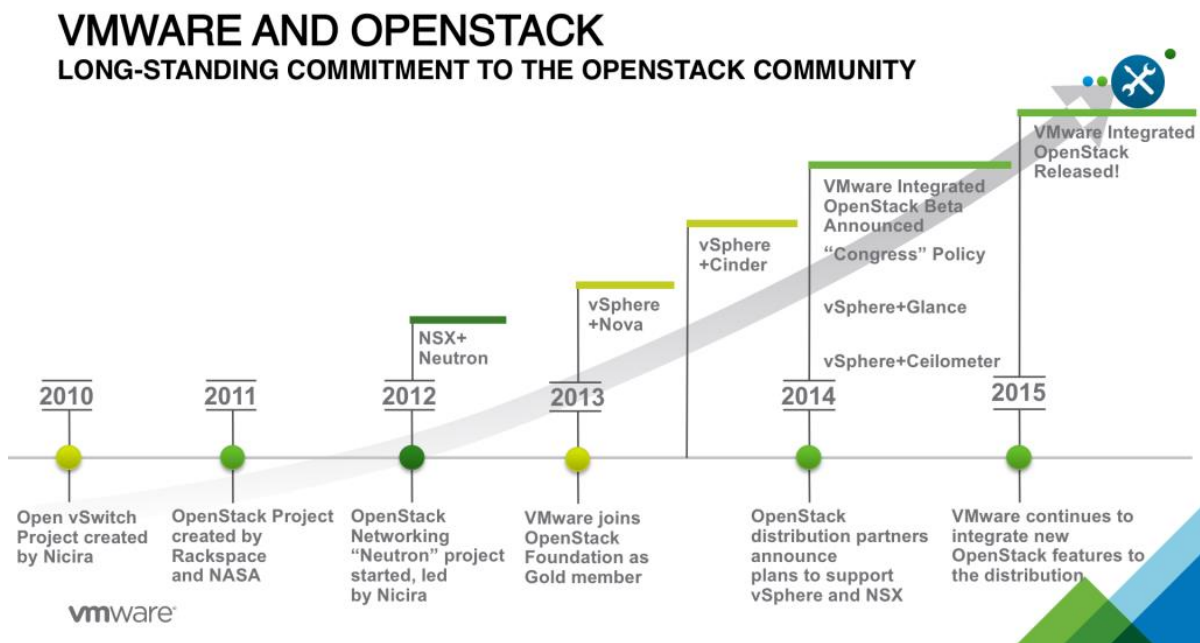 VMWARE AND OPENSTACK
LONG-STANDING COMMITMENT TO THE OPENSTACK COMMUNITY
VMware Integrated
OpenStack
Released!
VMware Integrated
OpenStack Beta
Announced
“Congress” Policy
vSphere+Glance
vSphere+Ceilometer
vSphere
+Cinder
vSphere
+Nova
NSX+
Neutron
2010
2011
2012
2013
2014
2015
Open vSwitch
Project created
by Nicira
OpenStack Project
created by
Rackspace
and NASA
OpenStack
Networking
“Neutron” project
started, led
by Nicira
VMware joins
OpenStack
Foundation as
Gold member
OpenStack
distribution partners
announce
plans to support
vSphere and NSX
VMware continues to
integrate new
OpenStack features to
the distribution
vmware